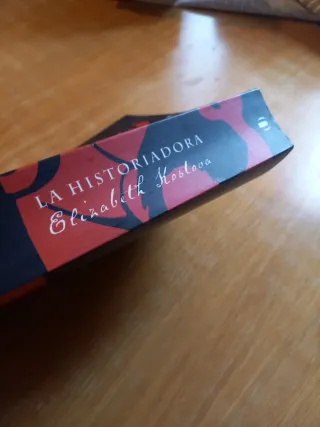 LA HISTORIADORA
Elizabeth Kostova